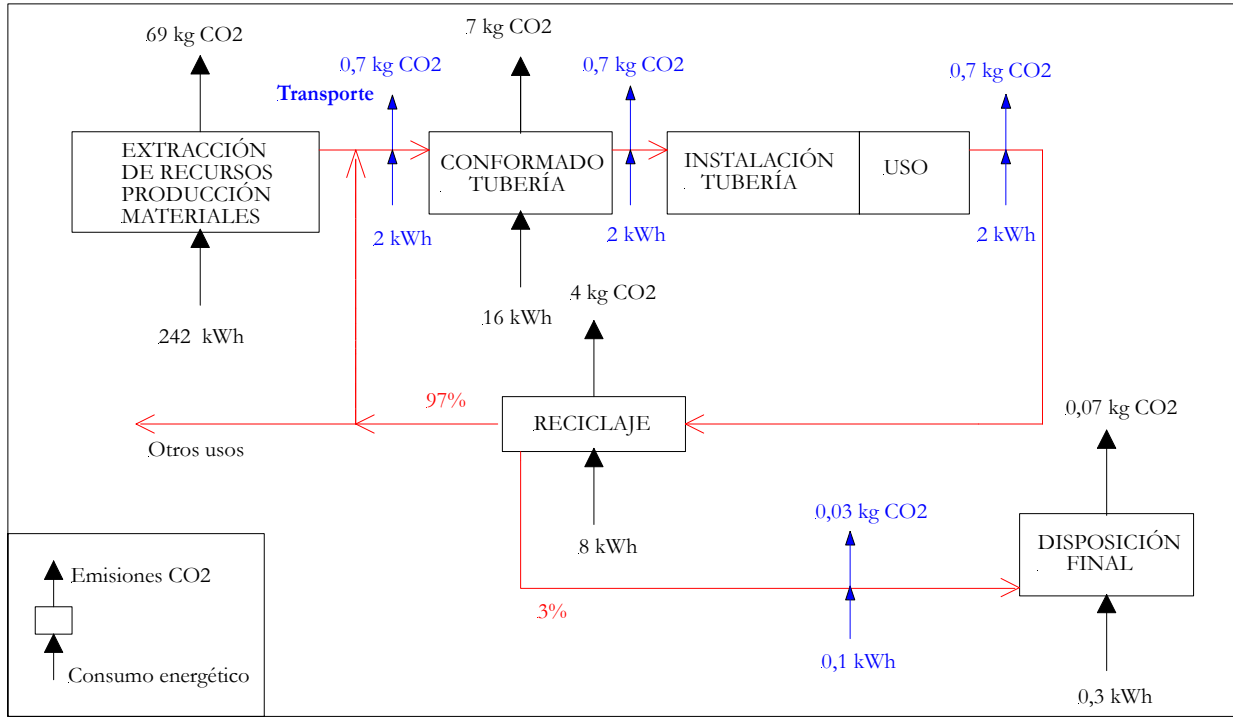 69 kg CO2
7 kg CO2
0,7 kg CO2
0,7 kg CO2
0,7 kg CO2
Transporte
EXTRACCIÓN
DE RECURSOS
PRODUCCIÓN
MATERIALES
CONFORMADO
TUBERÍA
INSTALACIÓN
TUBERÍA
USO
2 kWh
2 kWh
2 kWh
242 kWh
16 kWh
4 kg CO2
97%
RECICLAJE
Otros usos
0,07 kg CO2
8 kWh
0,03 kg CO2
DISPOSICIÓN
FINAL
3%
0,1 kWh
0,3 kWh
Emisiones CO2
Consumo energético